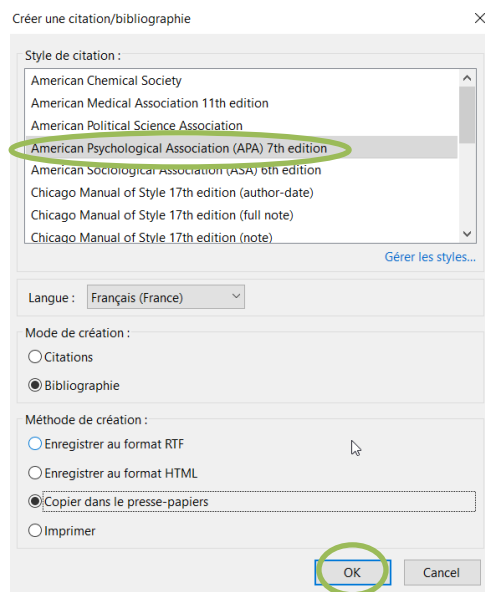 Créer une citation/bibliographie
Style de citation :
American Chemical Society
American Medical Association 11th edition
American Political Science Association
American Psychological Association (APA) 7th edition
American Sociological Association (ASA) 6th edition
Chicago Manual of Style 17th edition (author-date)
Chicago Manual of Style 17th edition (full note)
Chicago Manual of Style 17th edition (note)
Gérer les styles...
Langue : Français (France)
Mode de création :
Citations
Bibliographie
Méthode de création :
Enregistrer au format RTF
Enregistrer au format HTML
Copier dans le presse-papiers
Imprimer
OK Cancel